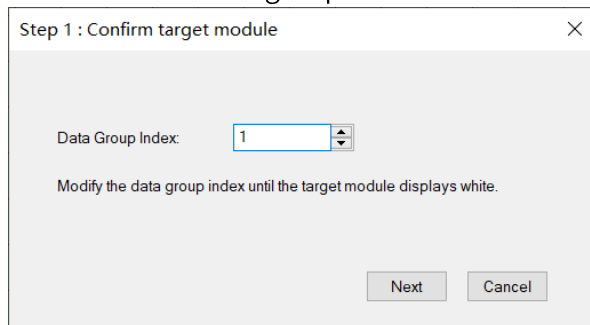 Step 1 : Confirm target module
Data Group Index: 1
Modify the data group index until the target module displays white.
Next Cancel